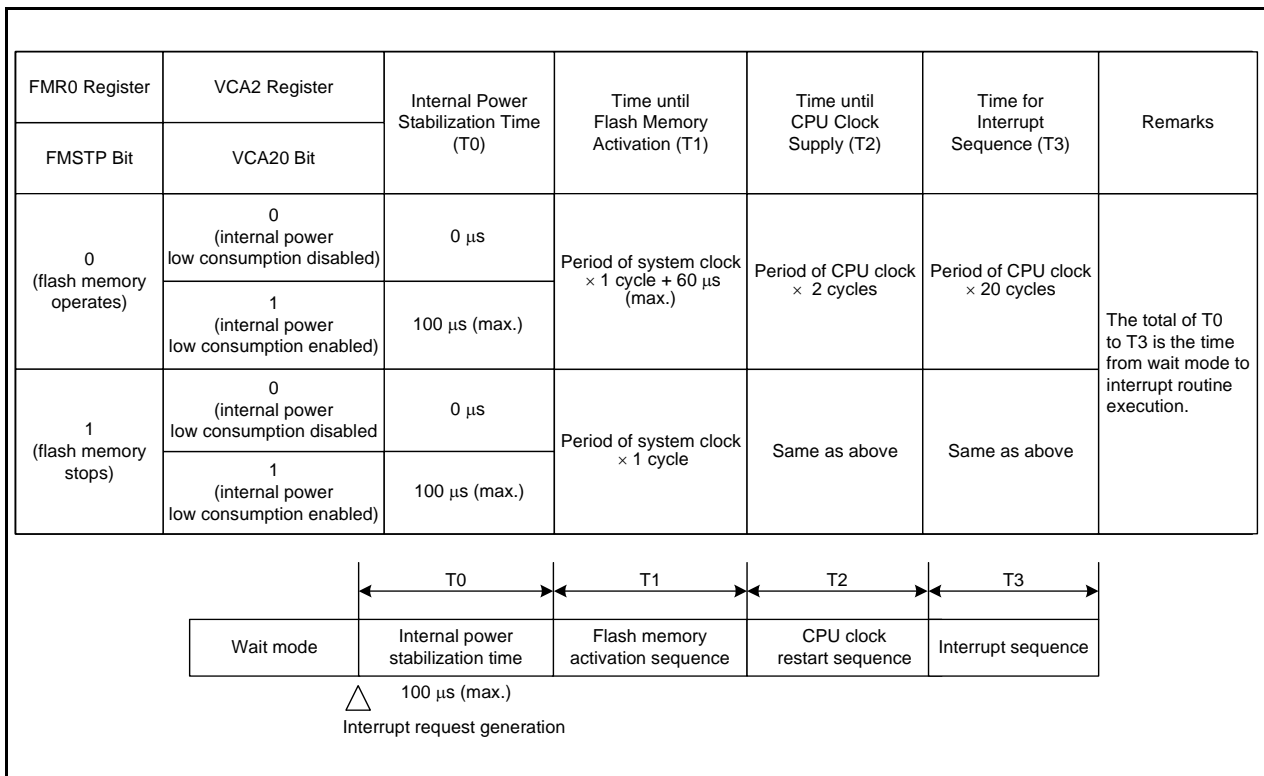 FMR0 Register
VCA2 Register
Internal Power
Stabilization Time
(T0)
Time until
Flash Memory
Activation (T1)
Time until
CPU Clock
Supply (T2)
Time for
Interrupt
Sequence (T3)
Remarks
FMSTP Bit
VCA20 Bit
0
(flash memory
operates)
0
(internal power
low consumption disabled)
0 μs
Period of system clock
× 1 cycle + 60 μs
(max.)
Period of CPU clock
× 2 cycles
Period of CPU clock
× 20 cycles
The total of T0
to T3 is the time
from wait mode to
interrupt routine
execution.
1
(internal power
low consumption enabled)
100 μs (max.)
1
(flash memory
stops)
0
(internal power
low consumption disabled
0 μs
Period of system clock
× 1 cycle
Same as above
Same as above
1
(internal power
low consumption enabled)
100 μs (max.)
T0
T1
T2
T3
Wait mode
Internal power
stabilization time
Flash memory
activation sequence
CPU clock
restart sequence
Interrupt sequence
100 μs (max.)
Interrupt request generation